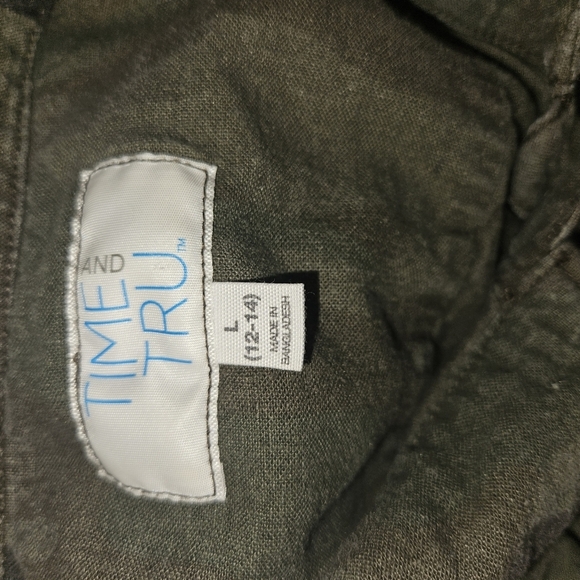 TIME AND
TRU™
L
(12-14)
MADE IN
BANGLADESH